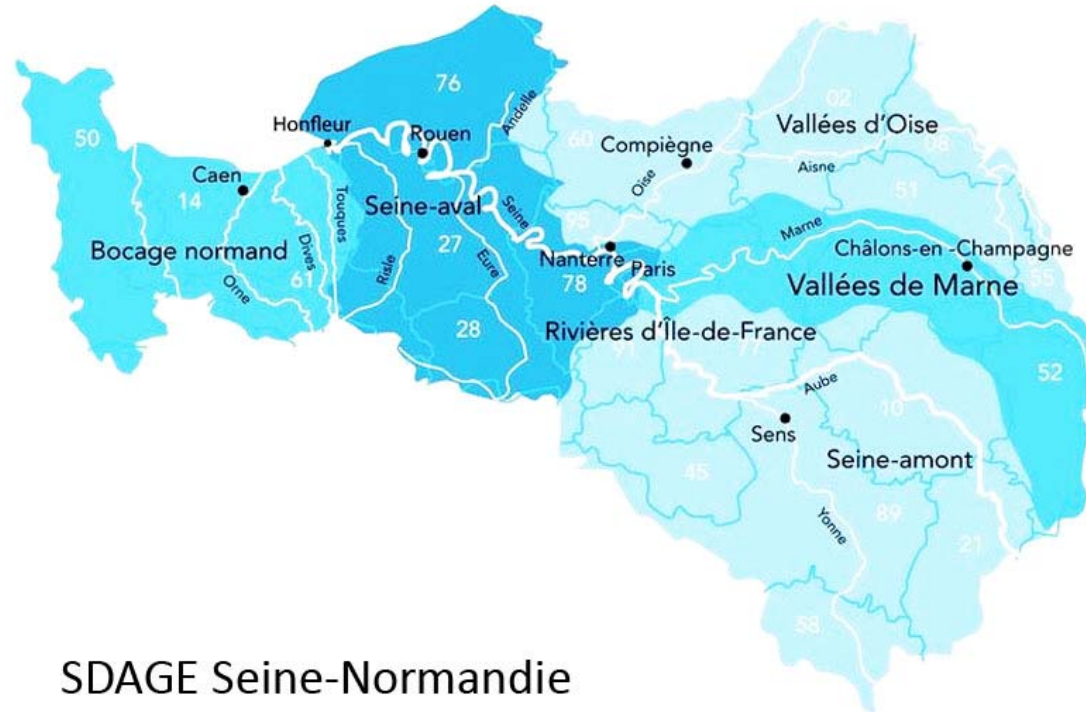 76
02
Andelle
50
Honfleur
Rouen
60
Compiègne
Vallées d'Oise
08
Aisne
Caen
Oise
51
14
Touques
Seine-aval
Seine
95
Marne
Bocage normand
Dives
27
Eure
Nanterre
Paris
Châlons-en -Champagne
61
Risle
78
Vallées de Marne
55
Orne
28
Rivières d'Île-de-France
91
77
52
Aube
10
Sens
Seine-amont
45
Yonne
89
21
58
SDAGE Seine-Normandie